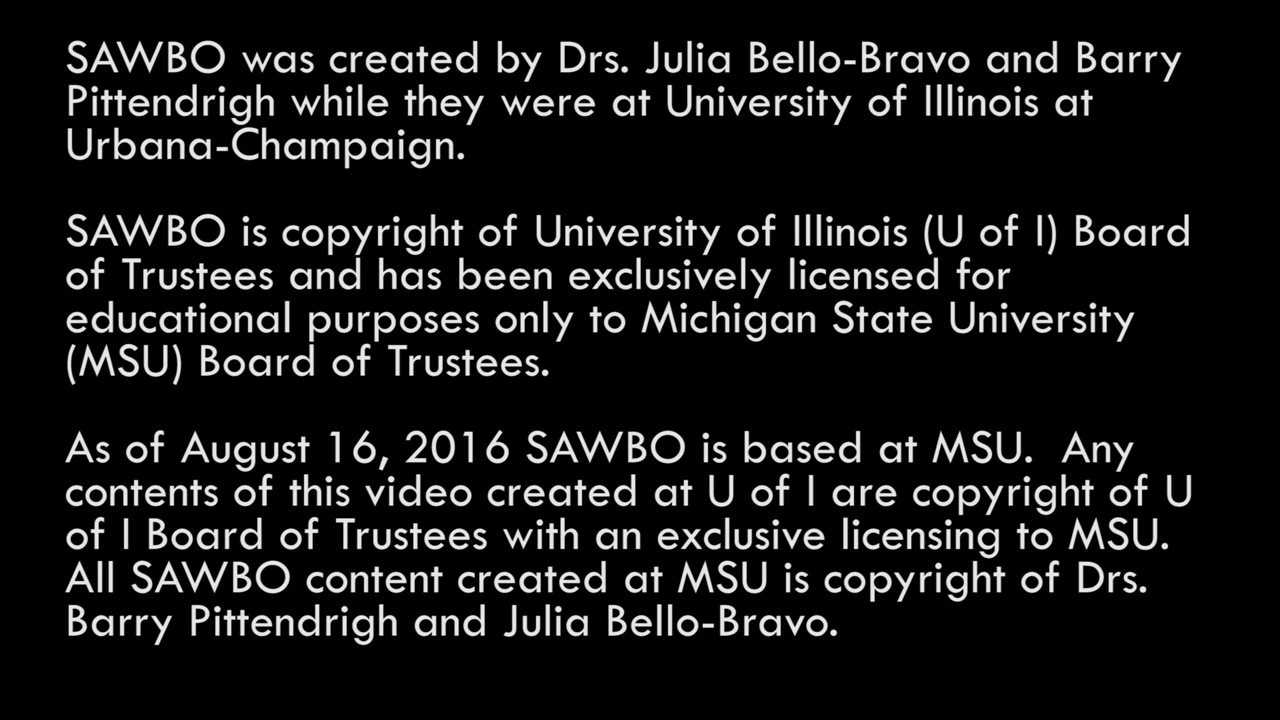 SAWBO was created by Drs. Julia Bello-Bravo and Barry
Pittendrigh while they were at University of Illinois at
Urbana-Champaign.
SAWBO is copyright of University of Illinois (U of I) Board
of Trustees and has been exclusively licensed for
educational purposes only to Michigan State University
(MSU) Board of Trustees.
As of August 16, 2016 SAWBO is based at MSU.  Any
contents of this video created at U of I are copyright of U
of I Board of Trustees with an exclusive licensing to MSU.
All SAWBO content created at MSU is copyright of Drs.
Barry Pittendrigh and Julia Bello-Bravo.